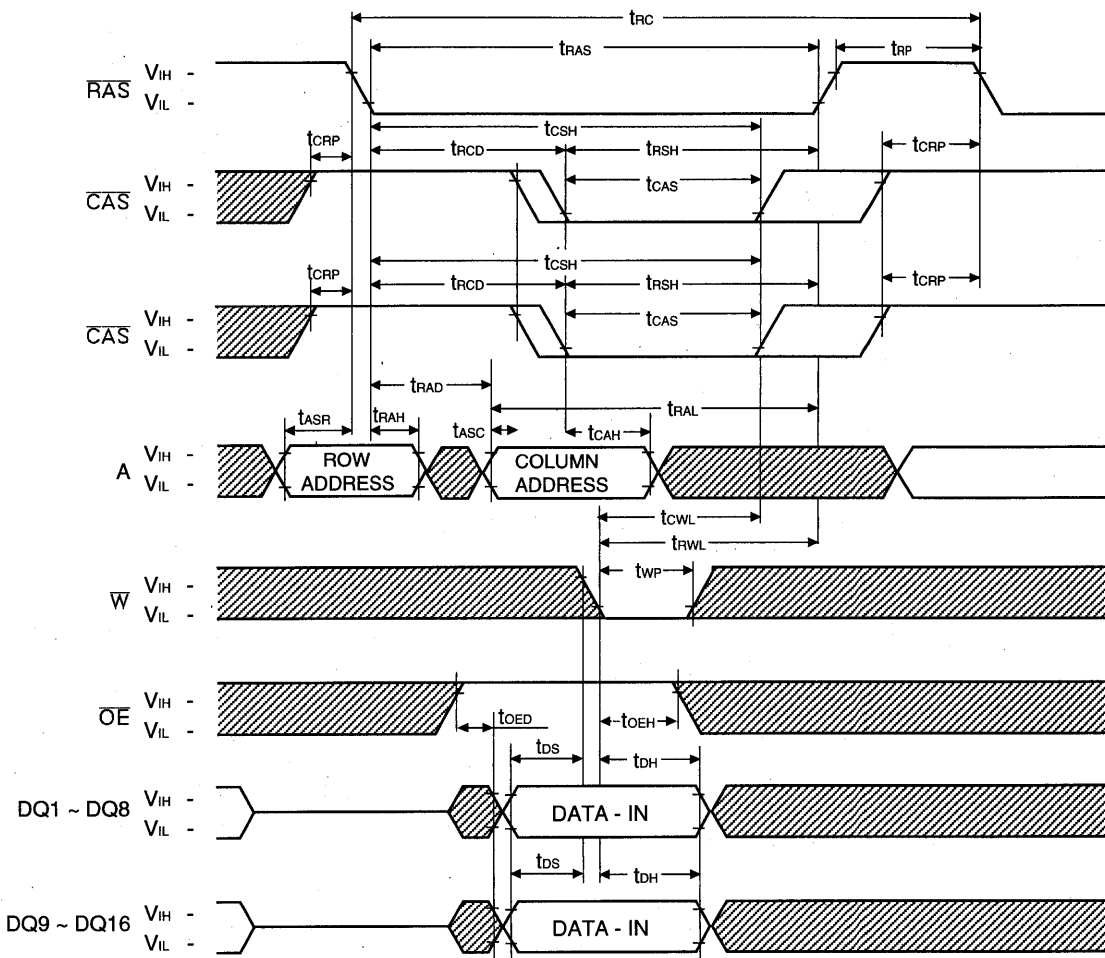 tRC
tRAS tRP
RAS VIH -
VIL -
tCSH
tCRP tRCD tRSH tCRP
CAS VIH -
VIL -
tCAS
tCSH
tCRP tRCD tRSH tCRP
CAS VIH -
VIL -
tCAS
tRAD
tRAL
tASR tRAH tASC tCAH
A VIH -
VIL -
ROW
ADDRESS
COLUMN
ADDRESS
tCWL
tRWL
W VIH -
VIL -
tWP
OE VIH -
VIL -
tOED tOEH
tDS tDH
DQ1 ~ DQ8 VIH -
VIL -
DATA - IN
tDS tDH
DQ9 ~ DQ16 VIH -
VIL -
DATA - IN